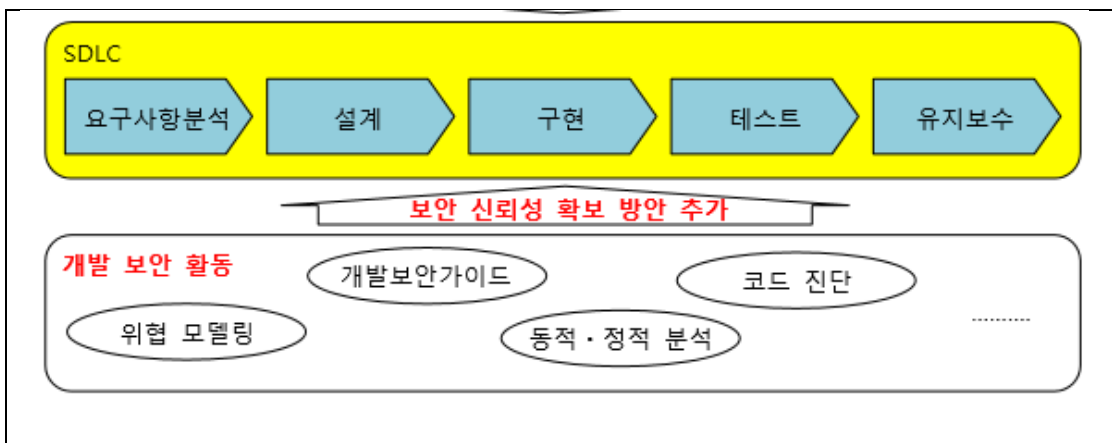 SDLC
요구사항분석
설계
구현
테스트
유지보수
보안 신뢰성 확보 방안 추가
개발 보안 활동
개발보안가이드
코드 진단
위협 모델링
동적・정적 분석
..........